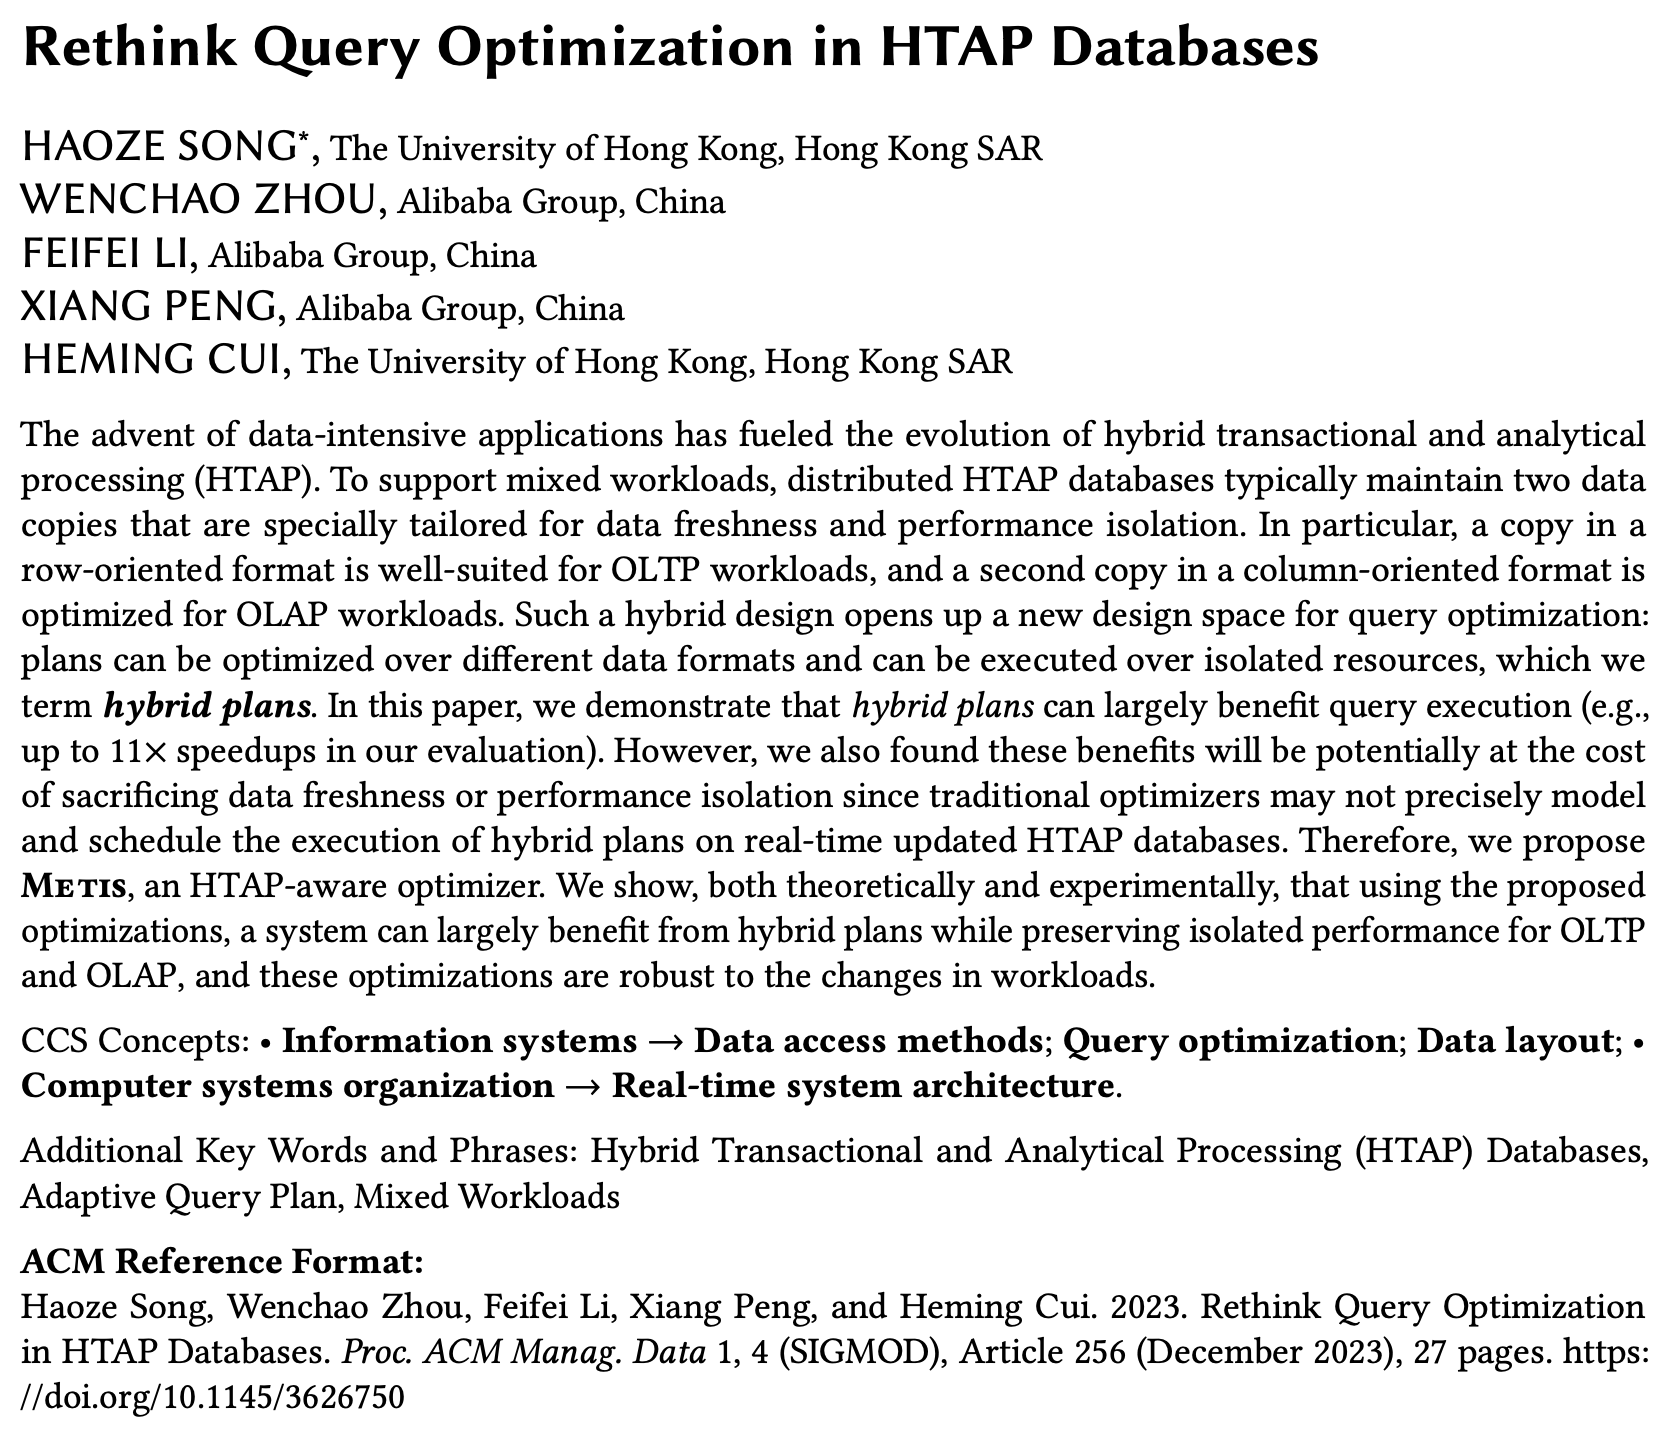 Rethink Query Optimization in HTAP Databases
HAOZE SONG*, The University of Hong Kong, Hong Kong SAR
WENCHAO ZHOU, Alibaba Group, China
FEIFEI LI, Alibaba Group, China
XIANG PENG, Alibaba Group, China
HEMING CUI, The University of Hong Kong, Hong Kong SAR
The advent of data-intensive applications has fueled the evolution of hybrid transactional and analytical
processing (HTAP). To support mixed workloads, distributed HTAP databases typically maintain two data
copies that are specially tailored for data freshness and performance isolation. In particular, a copy in a
row-oriented format is well-suited for OLTP workloads, and a second copy in a column-oriented format is
optimized for OLAP workloads. Such a hybrid design opens up a new design space for query optimization:
plans can be optimized over different data formats and can be executed over isolated resources, which we
term hybrid plans. In this paper, we demonstrate that hybrid plans can largely benefit query execution (e.g.,
up to 11× speedups in our evaluation). However, we also found these benefits will be potentially at the cost
of sacrificing data freshness or performance isolation since traditional optimizers may not precisely model
and schedule the execution of hybrid plans on real-time updated HTAP databases. Therefore, we propose
METIS, an HTAP-aware optimizer. We show, both theoretically and experimentally, that using the proposed
optimizations, a system can largely benefit from hybrid plans while preserving isolated performance for OLTP
and OLAP, and these optimizations are robust to the changes in workloads.
CCS Concepts: • Information systems → Data access methods; Query optimization; Data layout; •
Computer systems organization → Real-time system architecture.
Additional Key Words and Phrases: Hybrid Transactional and Analytical Processing (HTAP) Databases,
Adaptive Query Plan, Mixed Workloads
ACM Reference Format:
Haoze Song, Wenchao Zhou, Feifei Li, Xiang Peng, and Heming Cui. 2023. Rethink Query Optimization
in HTAP Databases. Proc. ACM Manag. Data 1, 4 (SIGMOD), Article 256 (December 2023), 27 pages. https:
//doi.org/10.1145/3626750